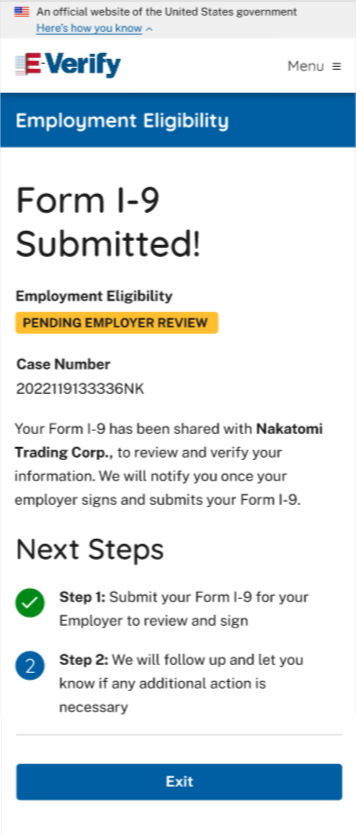 An official website of the United States government
Here's how you know
E-Verify
Menu
Employment Eligibility
Form I-9
Submitted!
Employment Eligibility
PENDING EMPLOYER REVIEW
Case Number
2022119133336NK
Your Form I-9 has been shared with Nakatomi
Trading Corp., to review and verify your
information. We will notify you once your
employer signs and submits your Form I-9.
Next Steps
Step 1: Submit your Form I-9 for your
Employer to review and sign
2
Step 2: We will follow up and let you
know if any additional action is
necessary
Exit